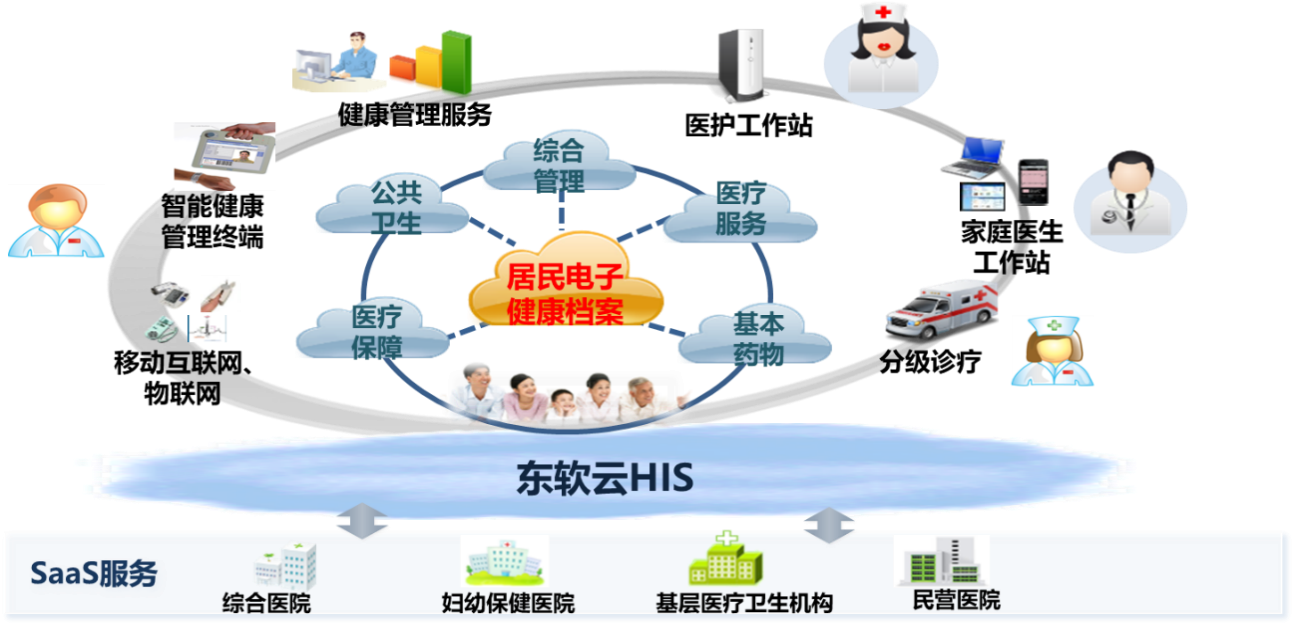 健康管理服务
医护工作站
综合
管理
公共
卫生
医疗
服务
智能健康
管理终端
家庭医生
工作站
居民电子
健康档案
医疗
保障
基本
药物
移动互联网、
物联网
分级诊疗
东软云HIS
SaaS服务
综合医院
妇幼保健医院
基层医疗卫生机构
民营医院